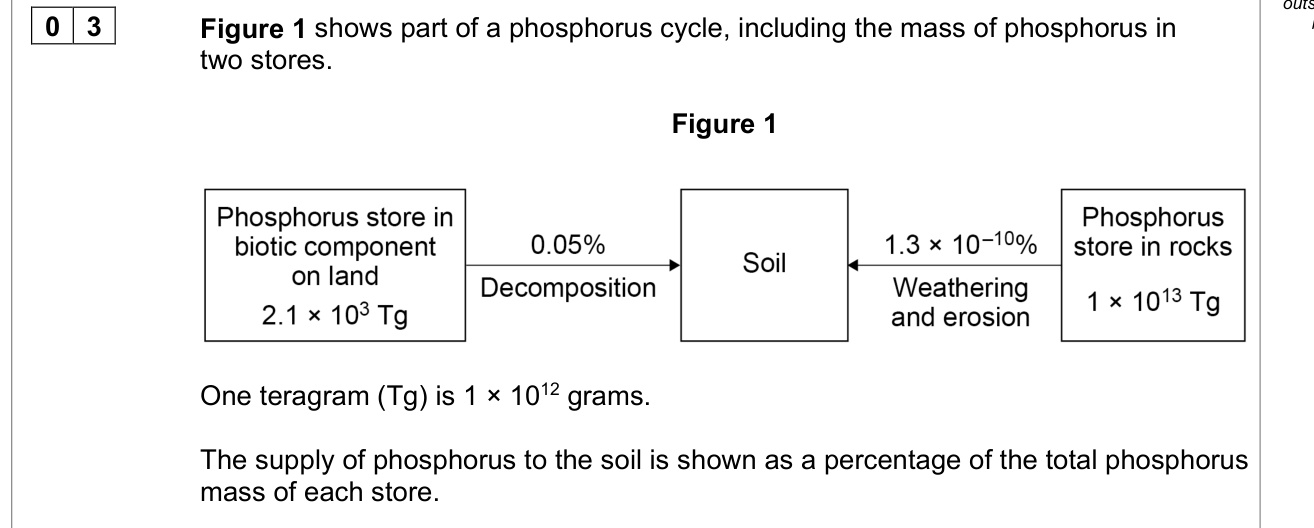 0 3
Figure 1 shows part of a phosphorus cycle, including the mass of phosphorus in
two stores.
Figure 1
Phosphorus store in
biotic component
on land
2.1 × 10³ Tg
0.05%
Decomposition
Soil
1.3 × 10⁻¹⁰%
Weathering
and erosion
Phosphorus
store in rocks
1 × 10¹³ Tg
One teragram (Tg) is 1 × 10¹² grams.
The supply of phosphorus to the soil is shown as a percentage of the total phosphorus
mass of each store.